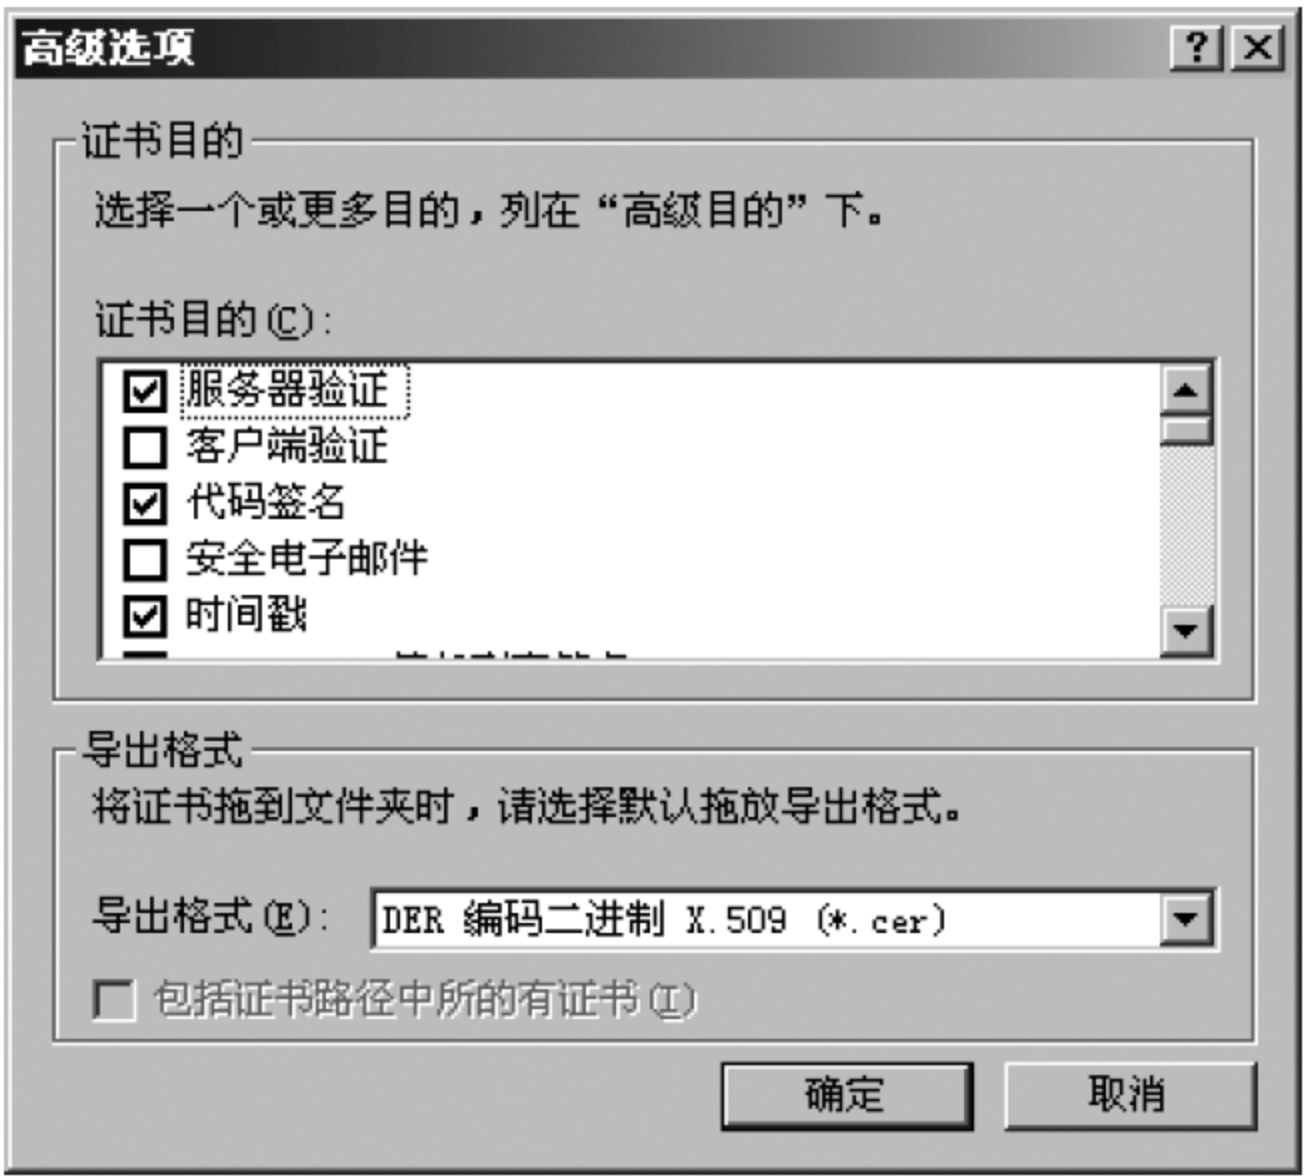 高级选项
证书目的
选择一个或更多目的，列在“高级目的”下。
证书目的(C):
服务器验证
客户端验证
代码签名
安全电子邮件
时间戳
导出格式
将证书拖到文件夹时，请选择默认拖放导出格式。
导出格式(E): DER 编码二进制 X.509 (*.cer)
包括证书路径中所的有证书(I)
确定 取消